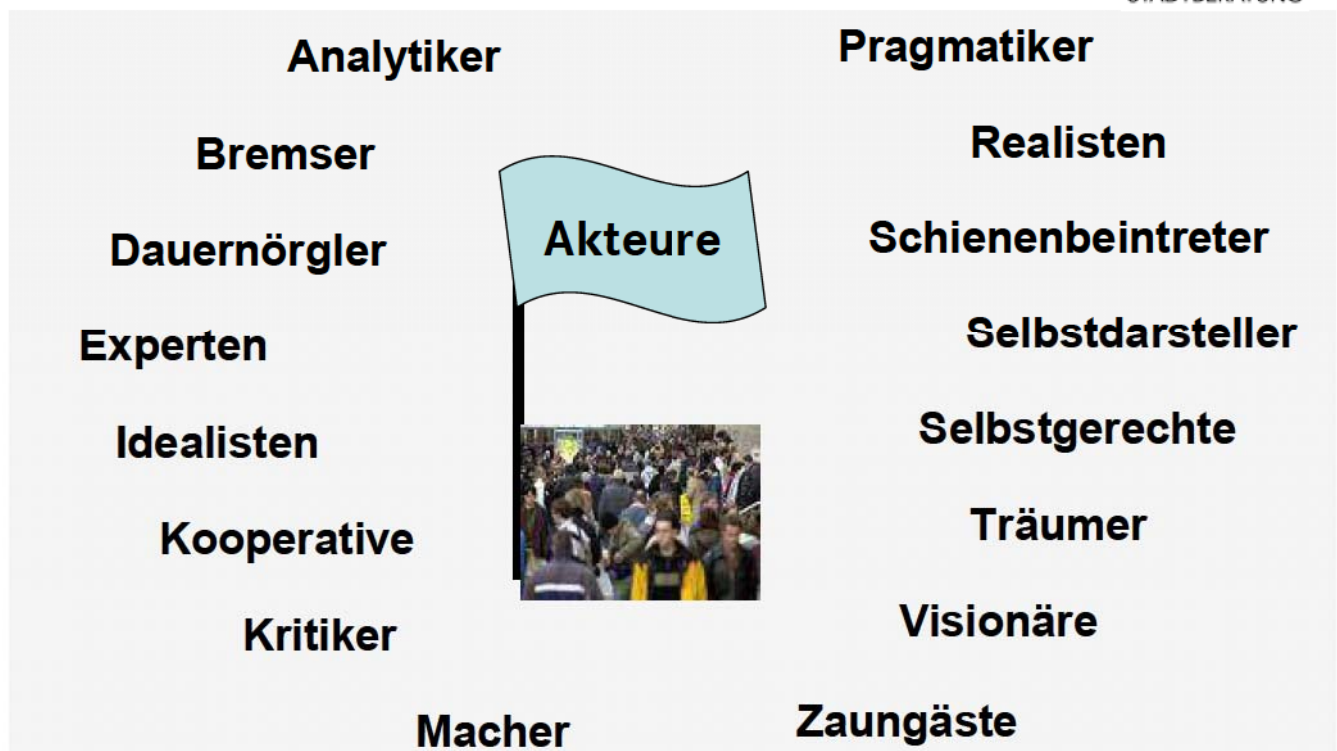 Analytiker
Bremser
Dauernörgler
Experten
Idealisten
Kooperative
Kritiker
Macher
Akteure
Pragmatiker
Realisten
Schienenbeintreter
Selbstdarsteller
Selbstgerechte
Träumer
Visionäre
Zaungäste